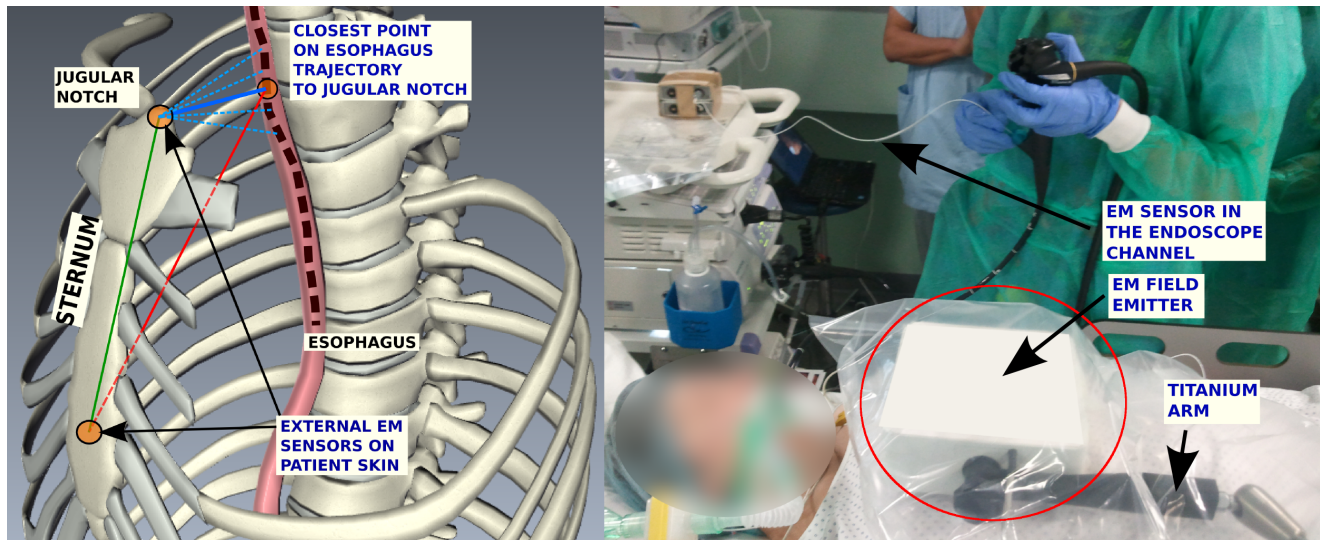 CLOSEST POINT
ON ESOPHAGUS
TRAJECTORY
TO JUGULAR NOTCH
JUGULAR
NOTCH
STERNUM
ESOPHAGUS
EXTERNAL EM
SENSORS ON
PATIENT SKIN
EM SENSOR IN
THE ENDOSCOPE
CHANNEL
EM FIELD
EMITTER
TITANIUM
ARM